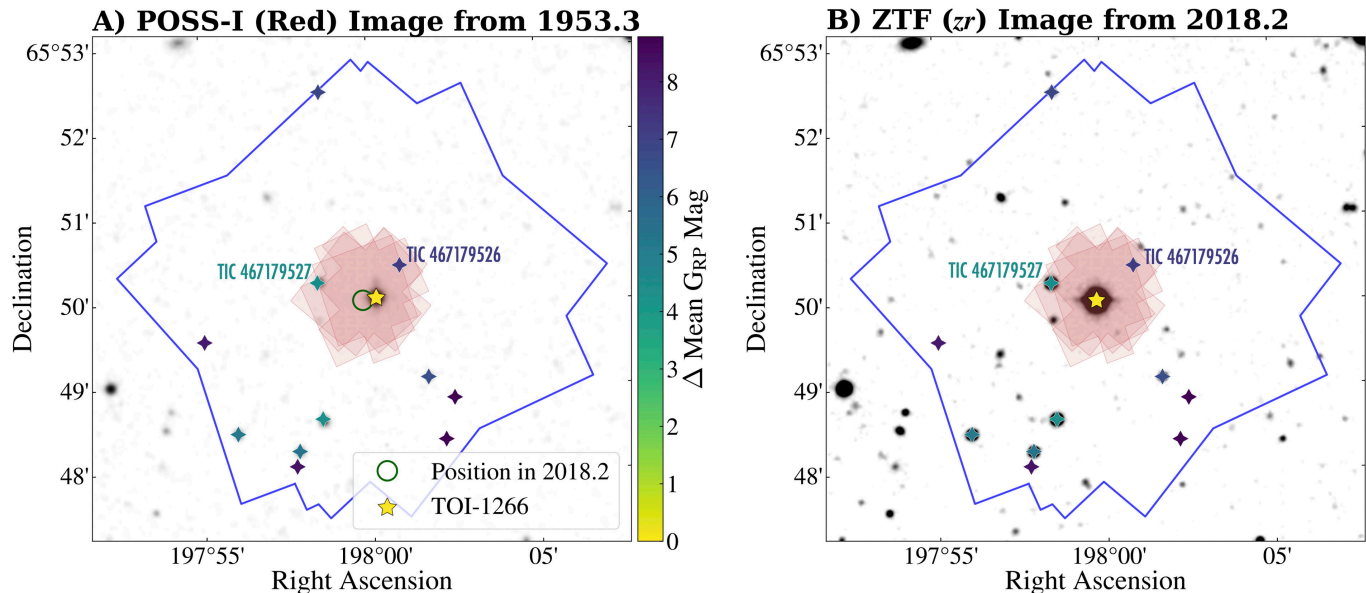 A) POSS-I (Red) Image from 1953.3
65°53'
52'
51'
50'
49'
48'
Declination
197°55'
198°00'
05'
Right Ascension
TIC 467179527
TIC 467179526
Position in 2018.2
TOI-1266
8
7
6
5
4
3
2
1
0
Δ Mean GRP Mag
B) ZTF (zr) Image from 2018.2
65°53'
52'
51'
50'
49'
48'
Declination
197°55'
198°00'
05'
Right Ascension
TIC 467179527
TIC 467179526